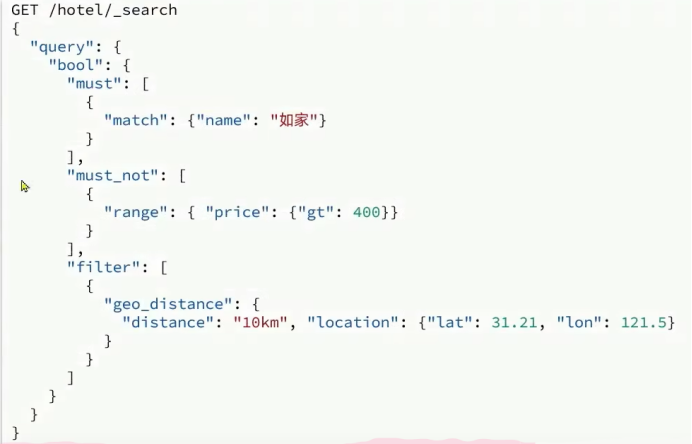 GET /hotel/_search
{
  "query": {
    "bool": {
      "must": [
        {
          "match": {"name": "如家"}
        }
      ],
      "must_not": [
        {
          "range": { "price": {"gt": 400}}
        }
      ],
      "filter": [
        {
          "geo_distance": {
            "distance": "10km", "location": {"lat": 31.21, "lon": 121.5}
          }
        }
      ]
    }
  }
}